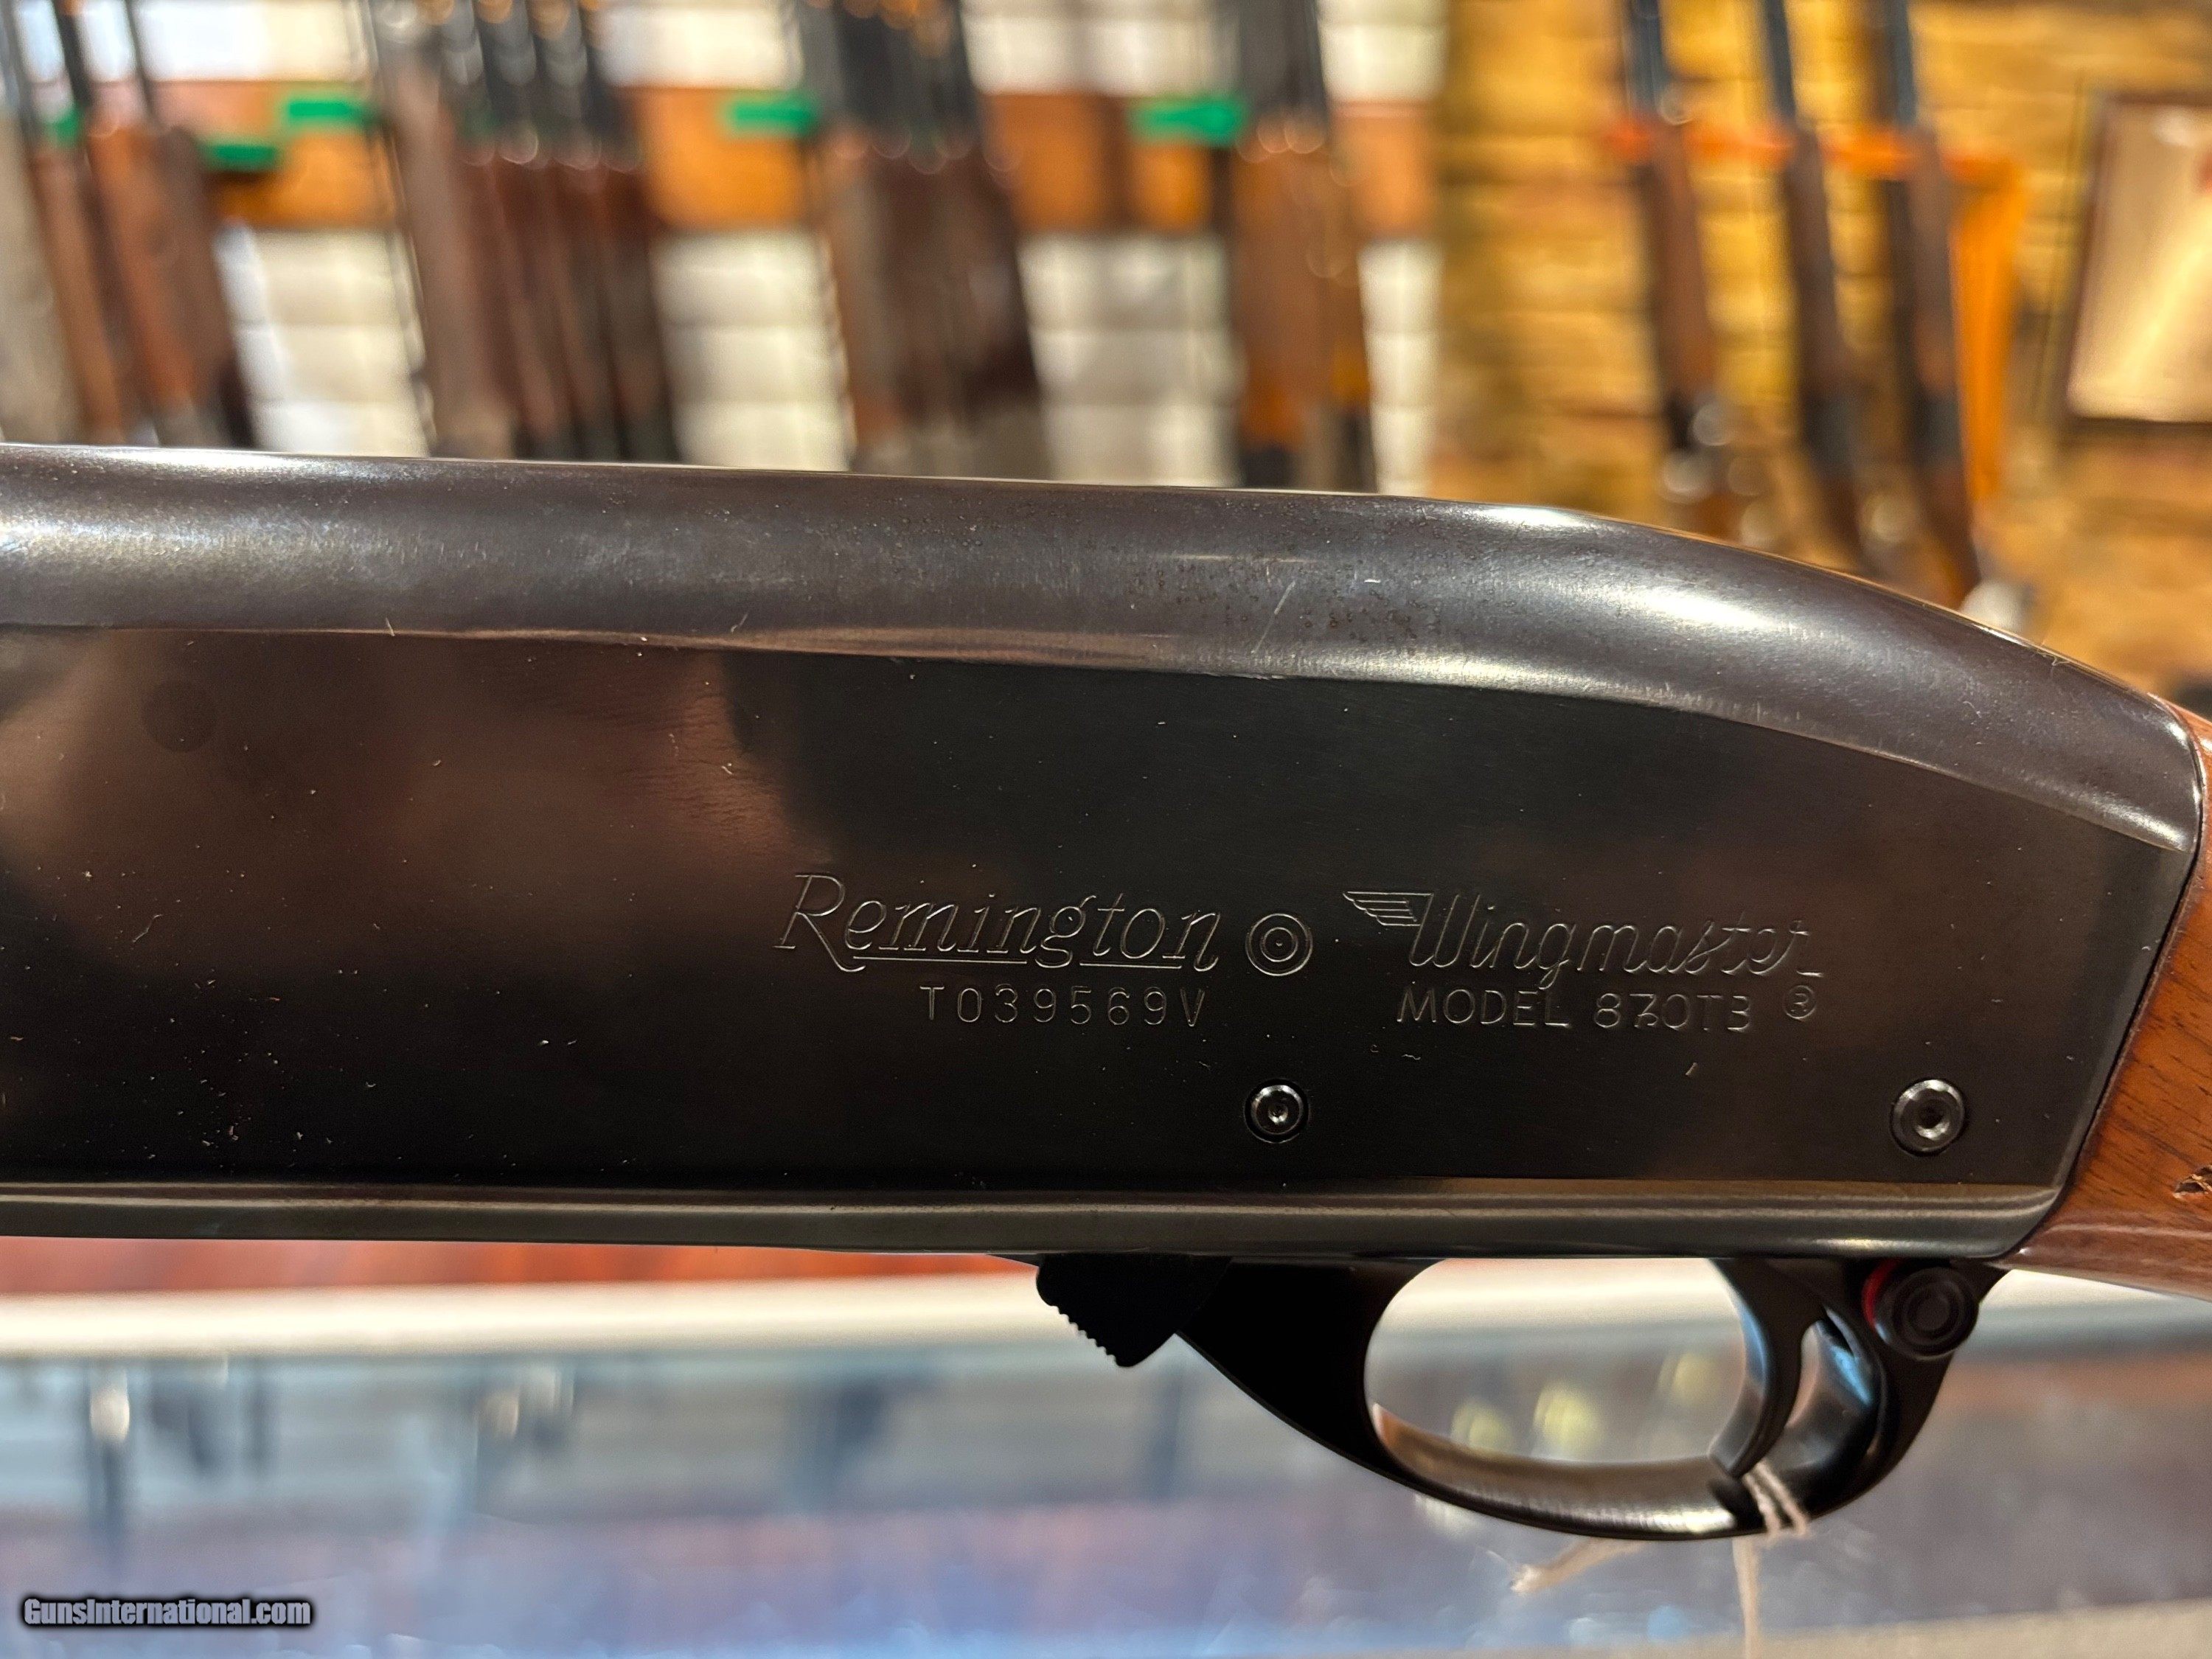 Remington Wingmaster
T039569V MODEL 870TB ®
GunsInternational.com